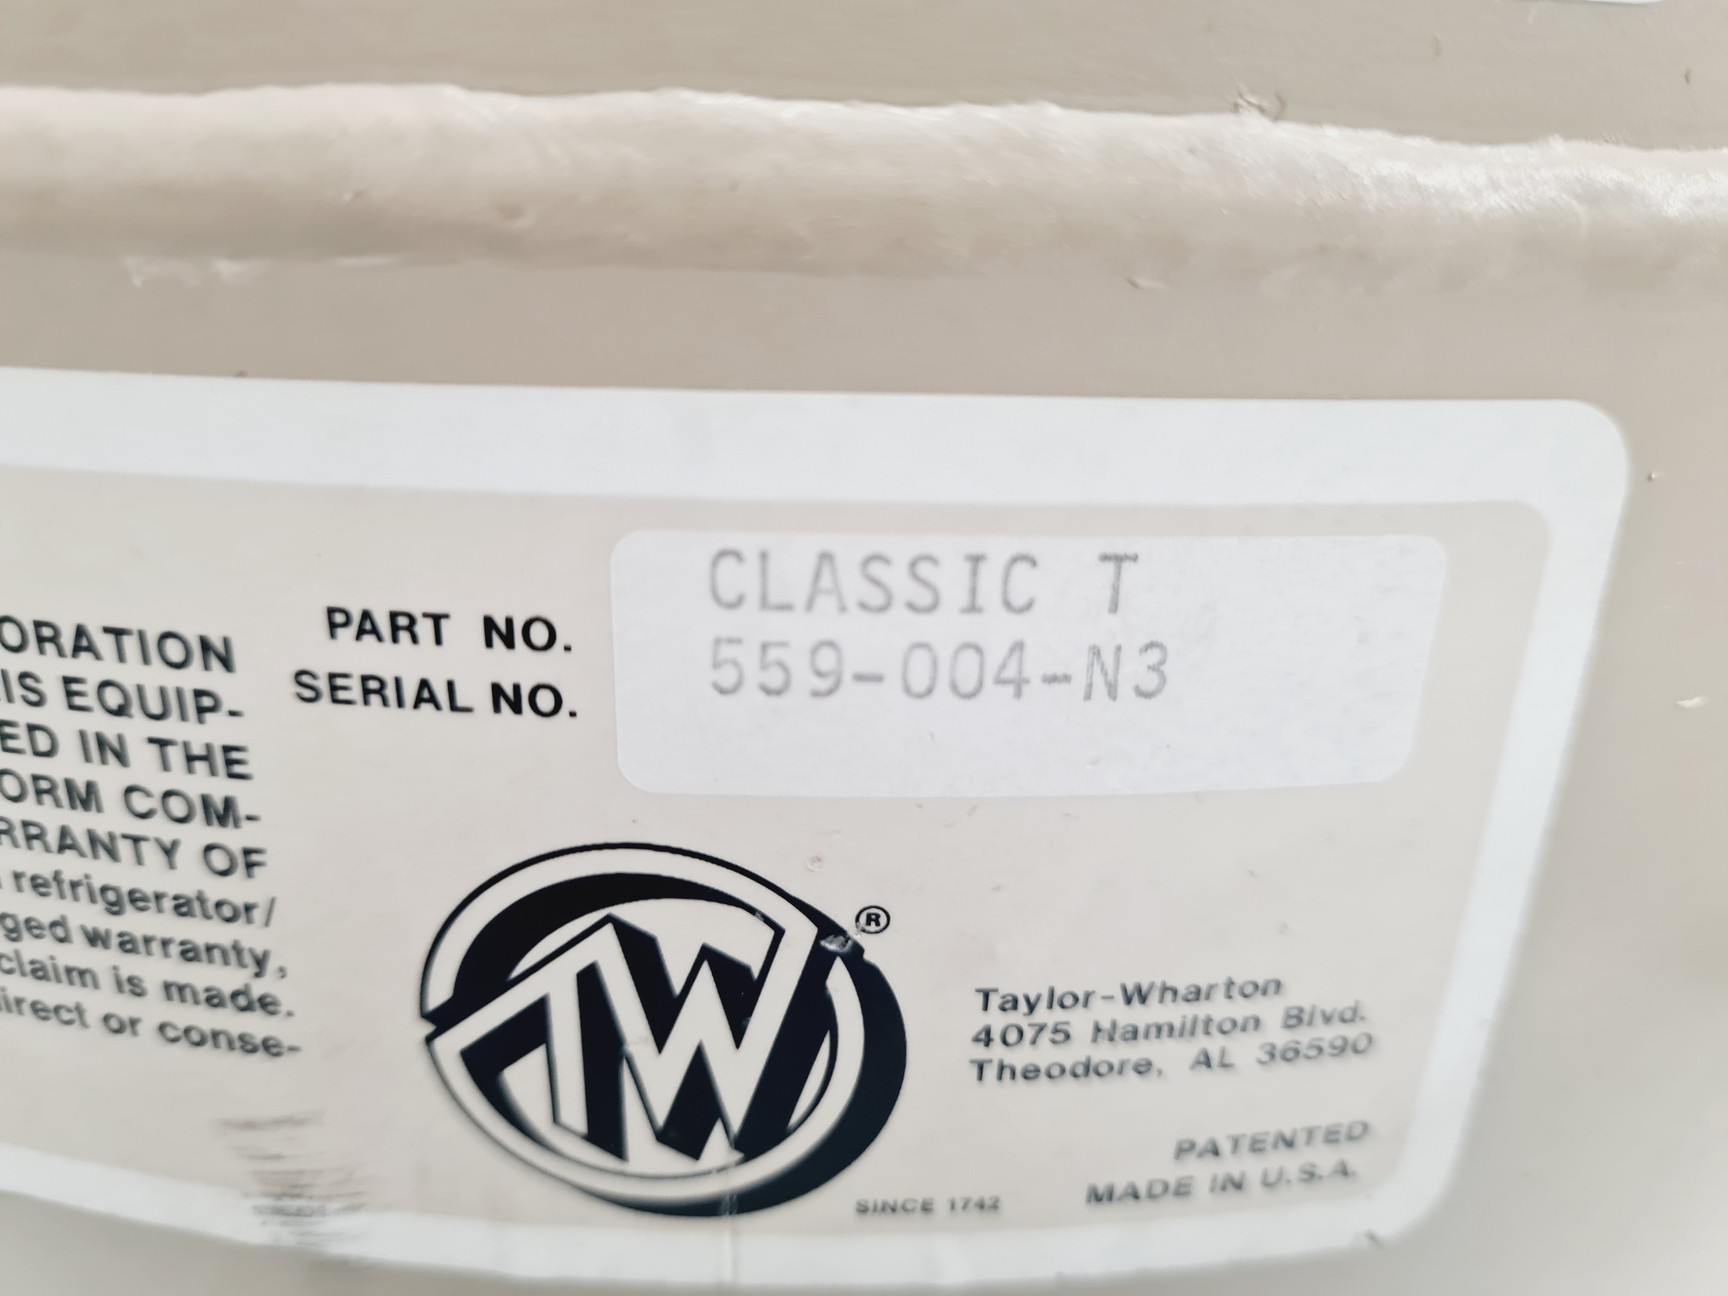 CLASSIC T
PART NO.
559-004-N3
SERIAL NO.
ORATION
IS EQUIP-
ED IN THE
ORM COM-
RRANTY OF
refrigerator/
ged warranty,
claim is made.
direct or conse-
TW
®
Taylor-Wharton
4075 Hamilton Blvd.
Theodore, AL 36590
PATENTED
MADE IN U.S.A.
SINCE 1742